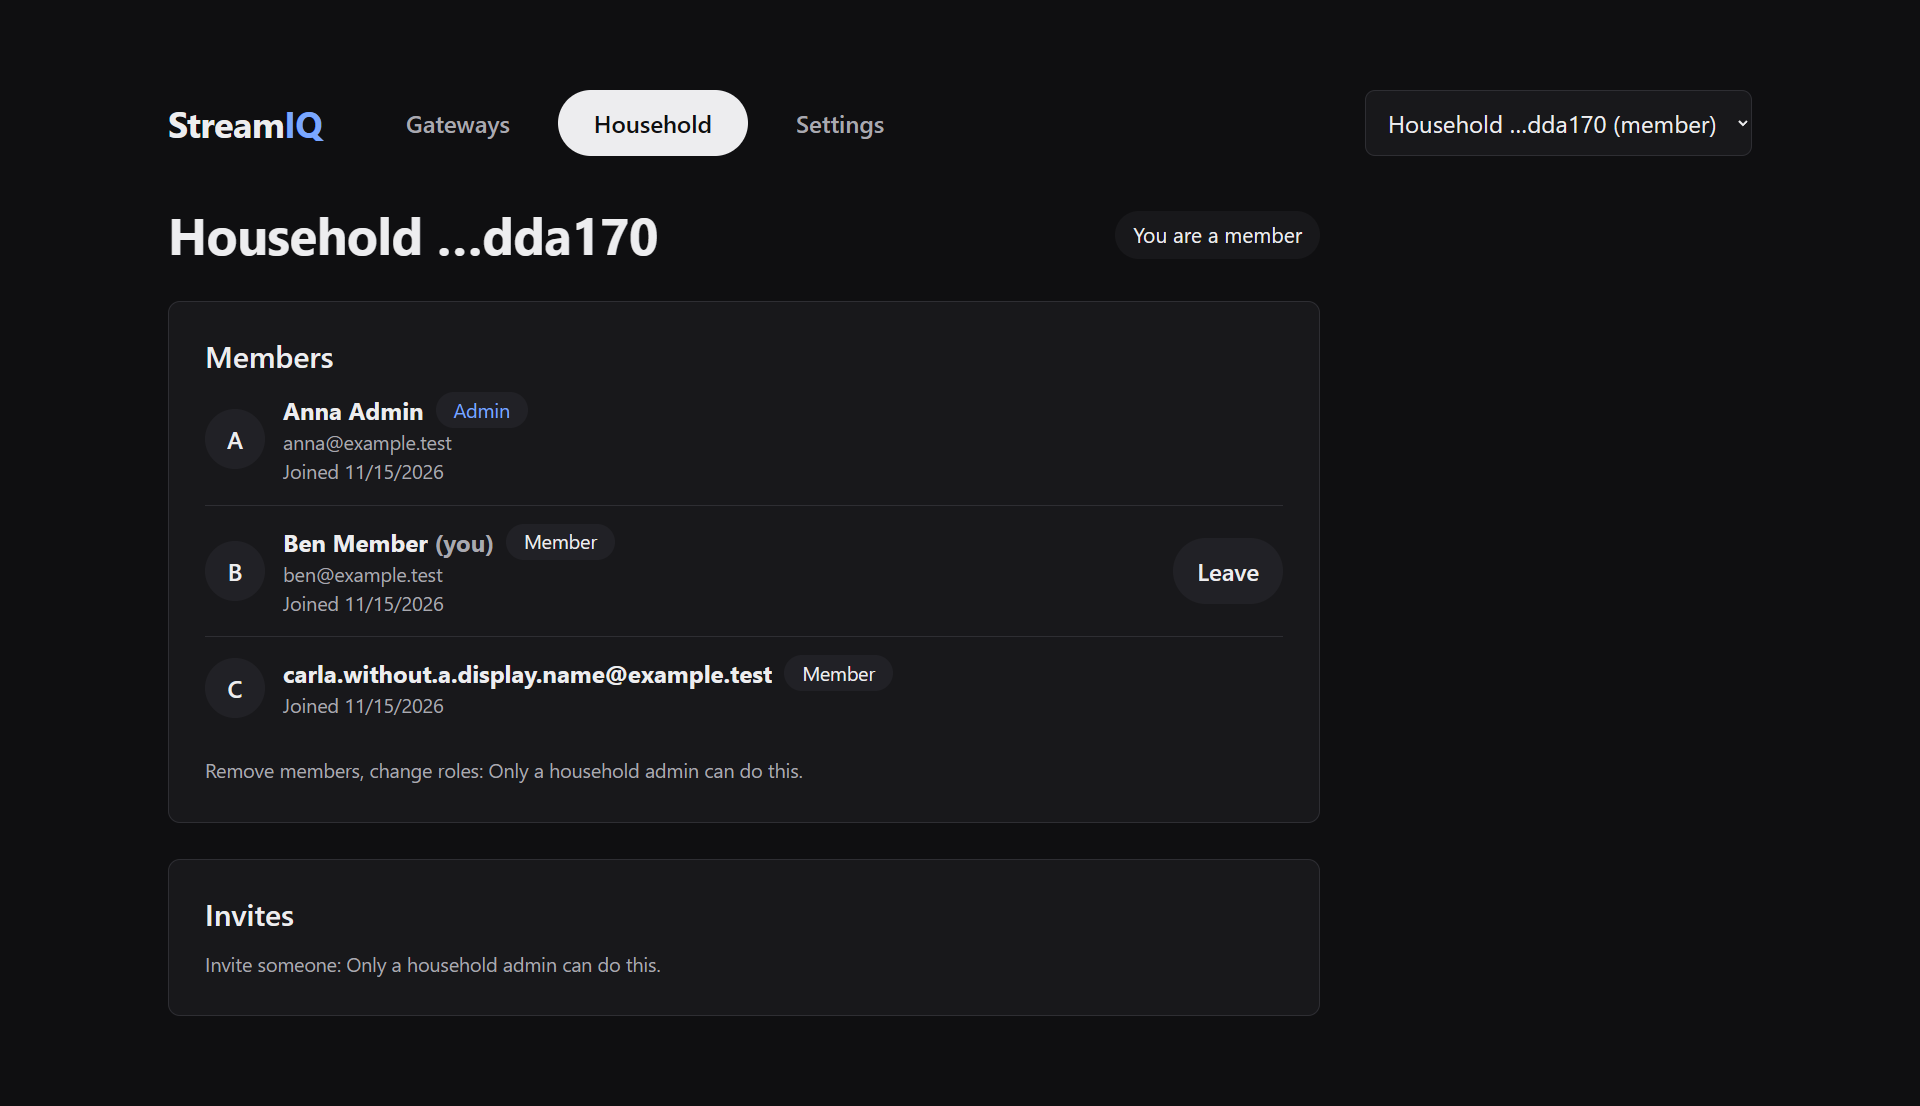 StreamIQ
Gateways
Household
Settings
Household ...dda170 (member)
Household ...dda170
You are a member
Members
A
Anna Admin
Admin
anna@example.test
Joined 11/15/2026
B
Ben Member (you)
Member
ben@example.test
Joined 11/15/2026
Leave
C
carla.without.a.display.name@example.test
Member
Joined 11/15/2026
Remove members, change roles: Only a household admin can do this.
Invites
Invite someone: Only a household admin can do this.